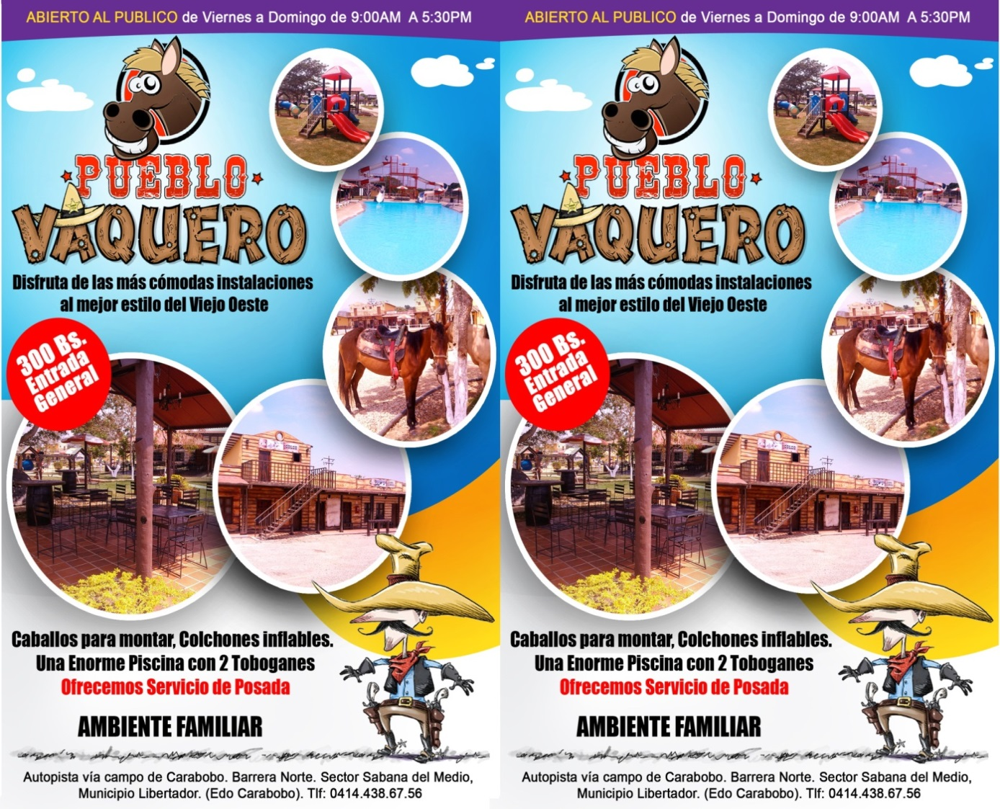 ABIERTO AL PUBLICO de Viernes a Domingo de 9:00AM A 5:30PM
PUEBLO
VAQUERO
Disfruta de las más cómodas instalaciones
al mejor estilo del Viejo Oeste
300 Bs.
Entrada
General
Caballos para montar, Colchones inflables.
Una Enorme Piscina con 2 Toboganes
Ofrecemos Servicio de Posada
AMBIENTE FAMILIAR
Autopista vía campo de Carabobo. Barrera Norte. Sector Sabana del Medio,
Municipio Libertador. (Edo Carabobo). Tlf: 0414.438.67.56
ABIERTO AL PUBLICO de Viernes a Domingo de 9:00AM A 5:30PM
PUEBLO
VAQUERO
Disfruta de las más cómodas instalaciones
al mejor estilo del Viejo Oeste
300 Bs.
Entrada
General
Caballos para montar, Colchones inflables.
Una Enorme Piscina con 2 Toboganes
Ofrecemos Servicio de Posada
AMBIENTE FAMILIAR
Autopista vía campo de Carabobo. Barrera Norte. Sector Sabana del Medio,
Municipio Libertador. (Edo Carabobo). Tlf: 0414.438.67.56